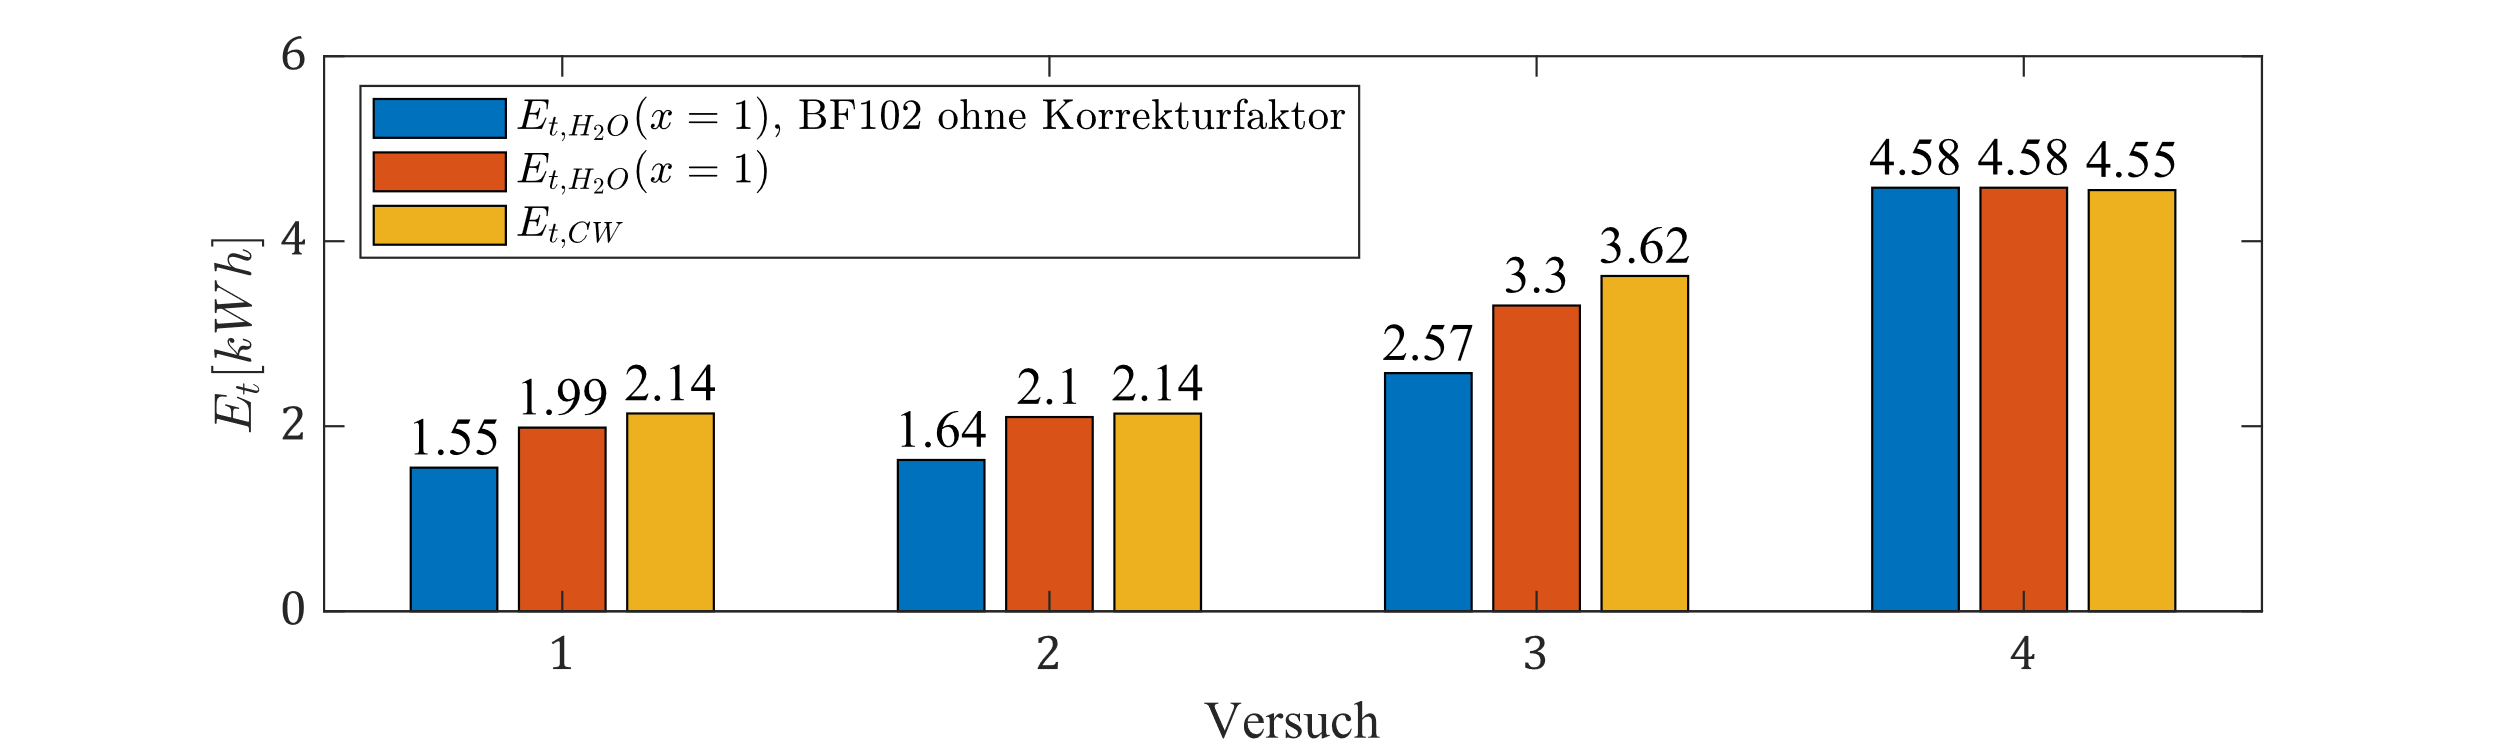 6
E_{t,H_2O}(x = 1), BF102 ohne Korrekturfaktor
E_{t,H_2O}(x = 1)
E_{t,CW}
4.58 4.58 4.55
4
3.62
3.3
2.57
E_t[kWh]
2.14
1.99
1.55
2.14
2.1
1.64
2
0
1 2 3 4
Versuch